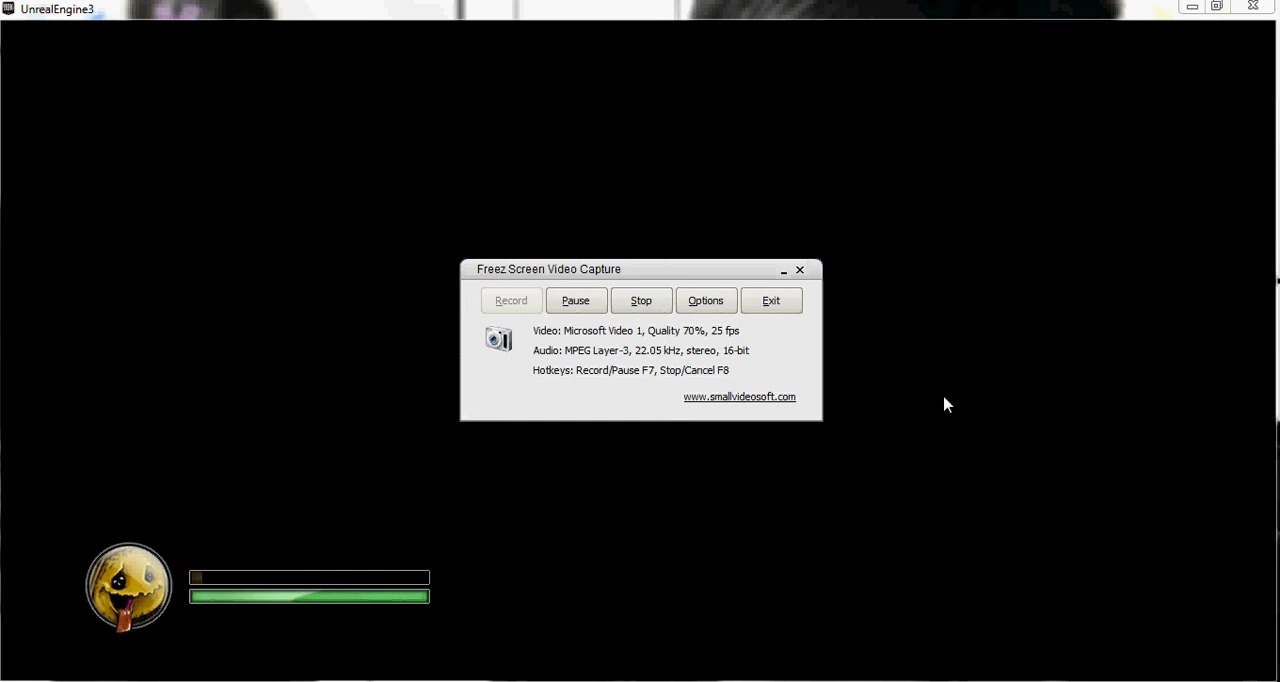 UnrealEngine3
Freez Screen Video Capture
Record Pause Stop Options Exit
Video: Microsoft Video 1, Quality 70%, 25 fps
Audio: MPEG Layer-3, 22.05 kHz, stereo, 16-bit
Hotkeys: Record/Pause F7, Stop/Cancel F8
www.smallvideosoft.com